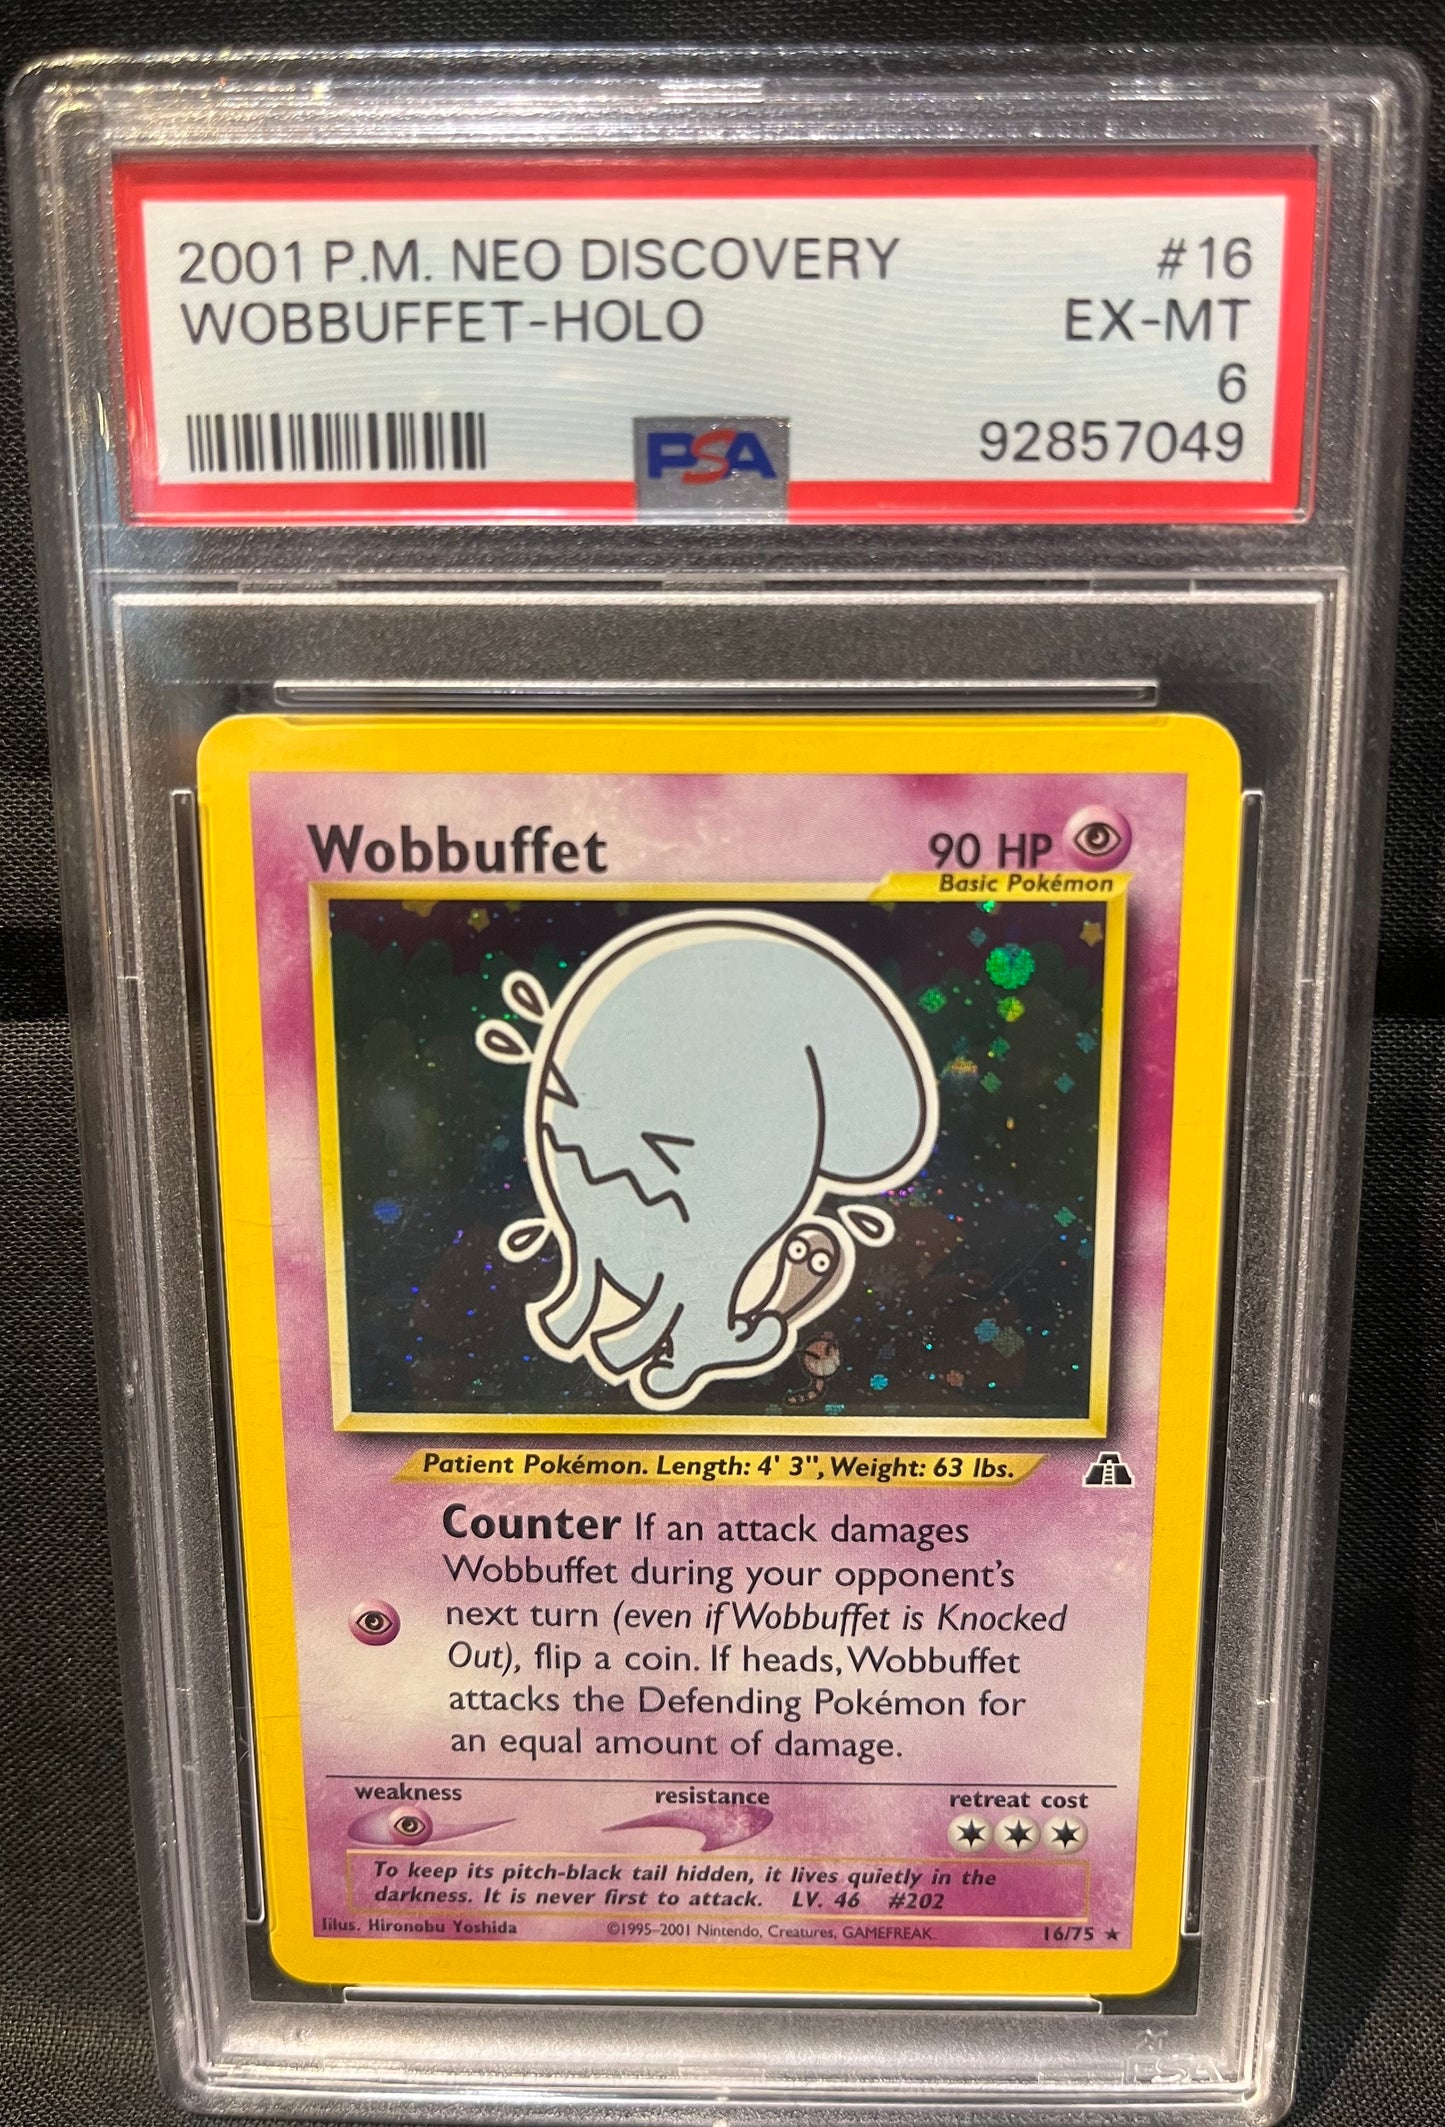 2001 P.M. NEO DISCOVERY #16
WOBBUFFET-HOLO EX-MT
6
PSA 92857049
Wobbuffet 90 HP
Basic Pokémon
Patient Pokémon. Length: 4' 3", Weight: 63 lbs.
Counter If an attack damages
Wobbuffet during your opponent's
next turn (even if Wobbuffet is Knocked
Out), flip a coin. If heads, Wobbuffet
attacks the Defending Pokémon for
an equal amount of damage.
weakness resistance retreat cost
To keep its pitch-black tail hidden, it lives quietly in the
darkness. It is never first to attack. LV. 46 #202
Illus. Hironobu Yoshida ©1995-2001 Nintendo, Creatures, GAMEFREAK. 16/75 ★
PSA